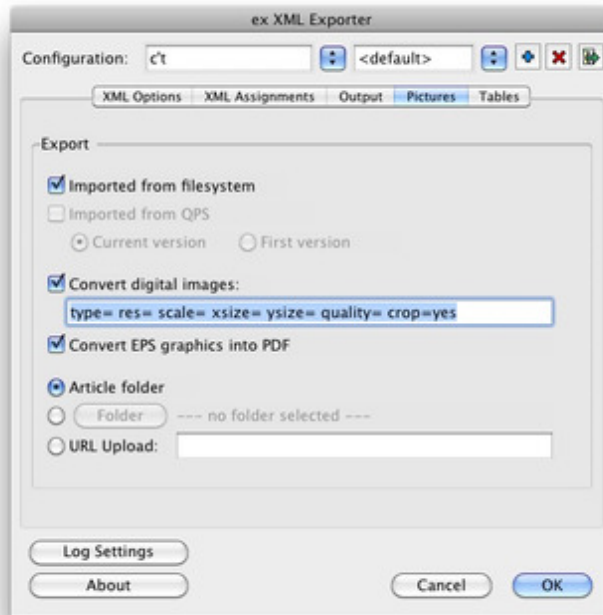 ex XML Exporter
Configuration: c't <default>
XML Options XML Assignments Output Pictures Tables
Export
Imported from filesystem
Imported from QPS
Current version First version
Convert digital images:
type= res= scale= xsize= ysize= quality= crop=yes
Convert EPS graphics into PDF
Article folder
Folder --- no folder selected ---
URL Upload:
Log Settings
About Cancel OK